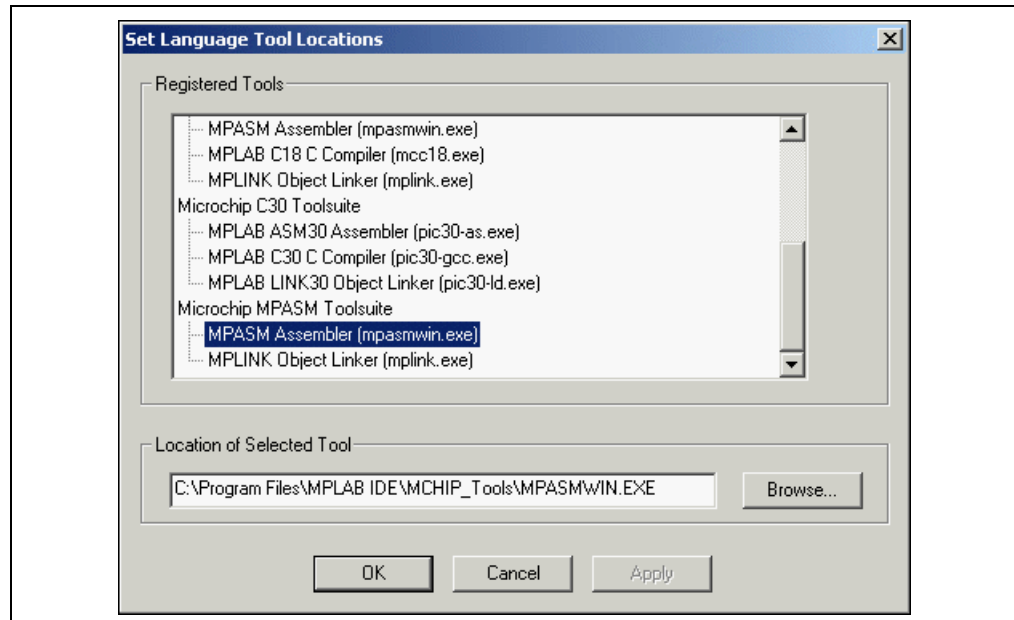 Set Language Tool Locations
Registered Tools
MPASM Assembler (mpasmwin.exe)
MPLAB C18 C Compiler (mcc18.exe)
MPLINK Object Linker (mplink.exe)
Microchip C30 Toolsuite
MPLAB ASM30 Assembler (pic30-as.exe)
MPLAB C30 C Compiler (pic30-gcc.exe)
MPLAB LINK30 Object Linker (pic30-ld.exe)
Microchip MPASM Toolsuite
MPASM Assembler (mpasmwin.exe)
MPLINK Object Linker (mplink.exe)
Location of Selected Tool
C:\Program Files\MPLAB IDE\MCHIP_Tools\MPASMWIN.EXE
Browse...
OK
Cancel
Apply